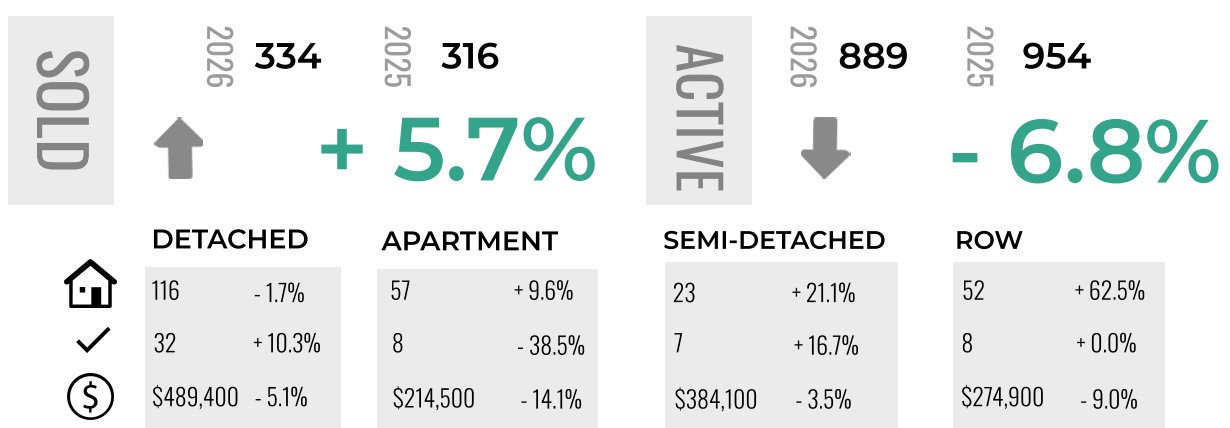 SOLD
2026 334
2025 316
+ 5.7%
ACTIVE
2026 889
2025 954
- 6.8%
DETACHED
116 - 1.7%
32 + 10.3%
$489,400 - 5.1%
APARTMENT
57 + 9.6%
8 - 38.5%
$214,500 - 14.1%
SEMI-DETACHED
23 + 21.1%
7 + 16.7%
$384,100 - 3.5%
ROW
52 + 62.5%
8 + 0.0%
$274,900 - 9.0%